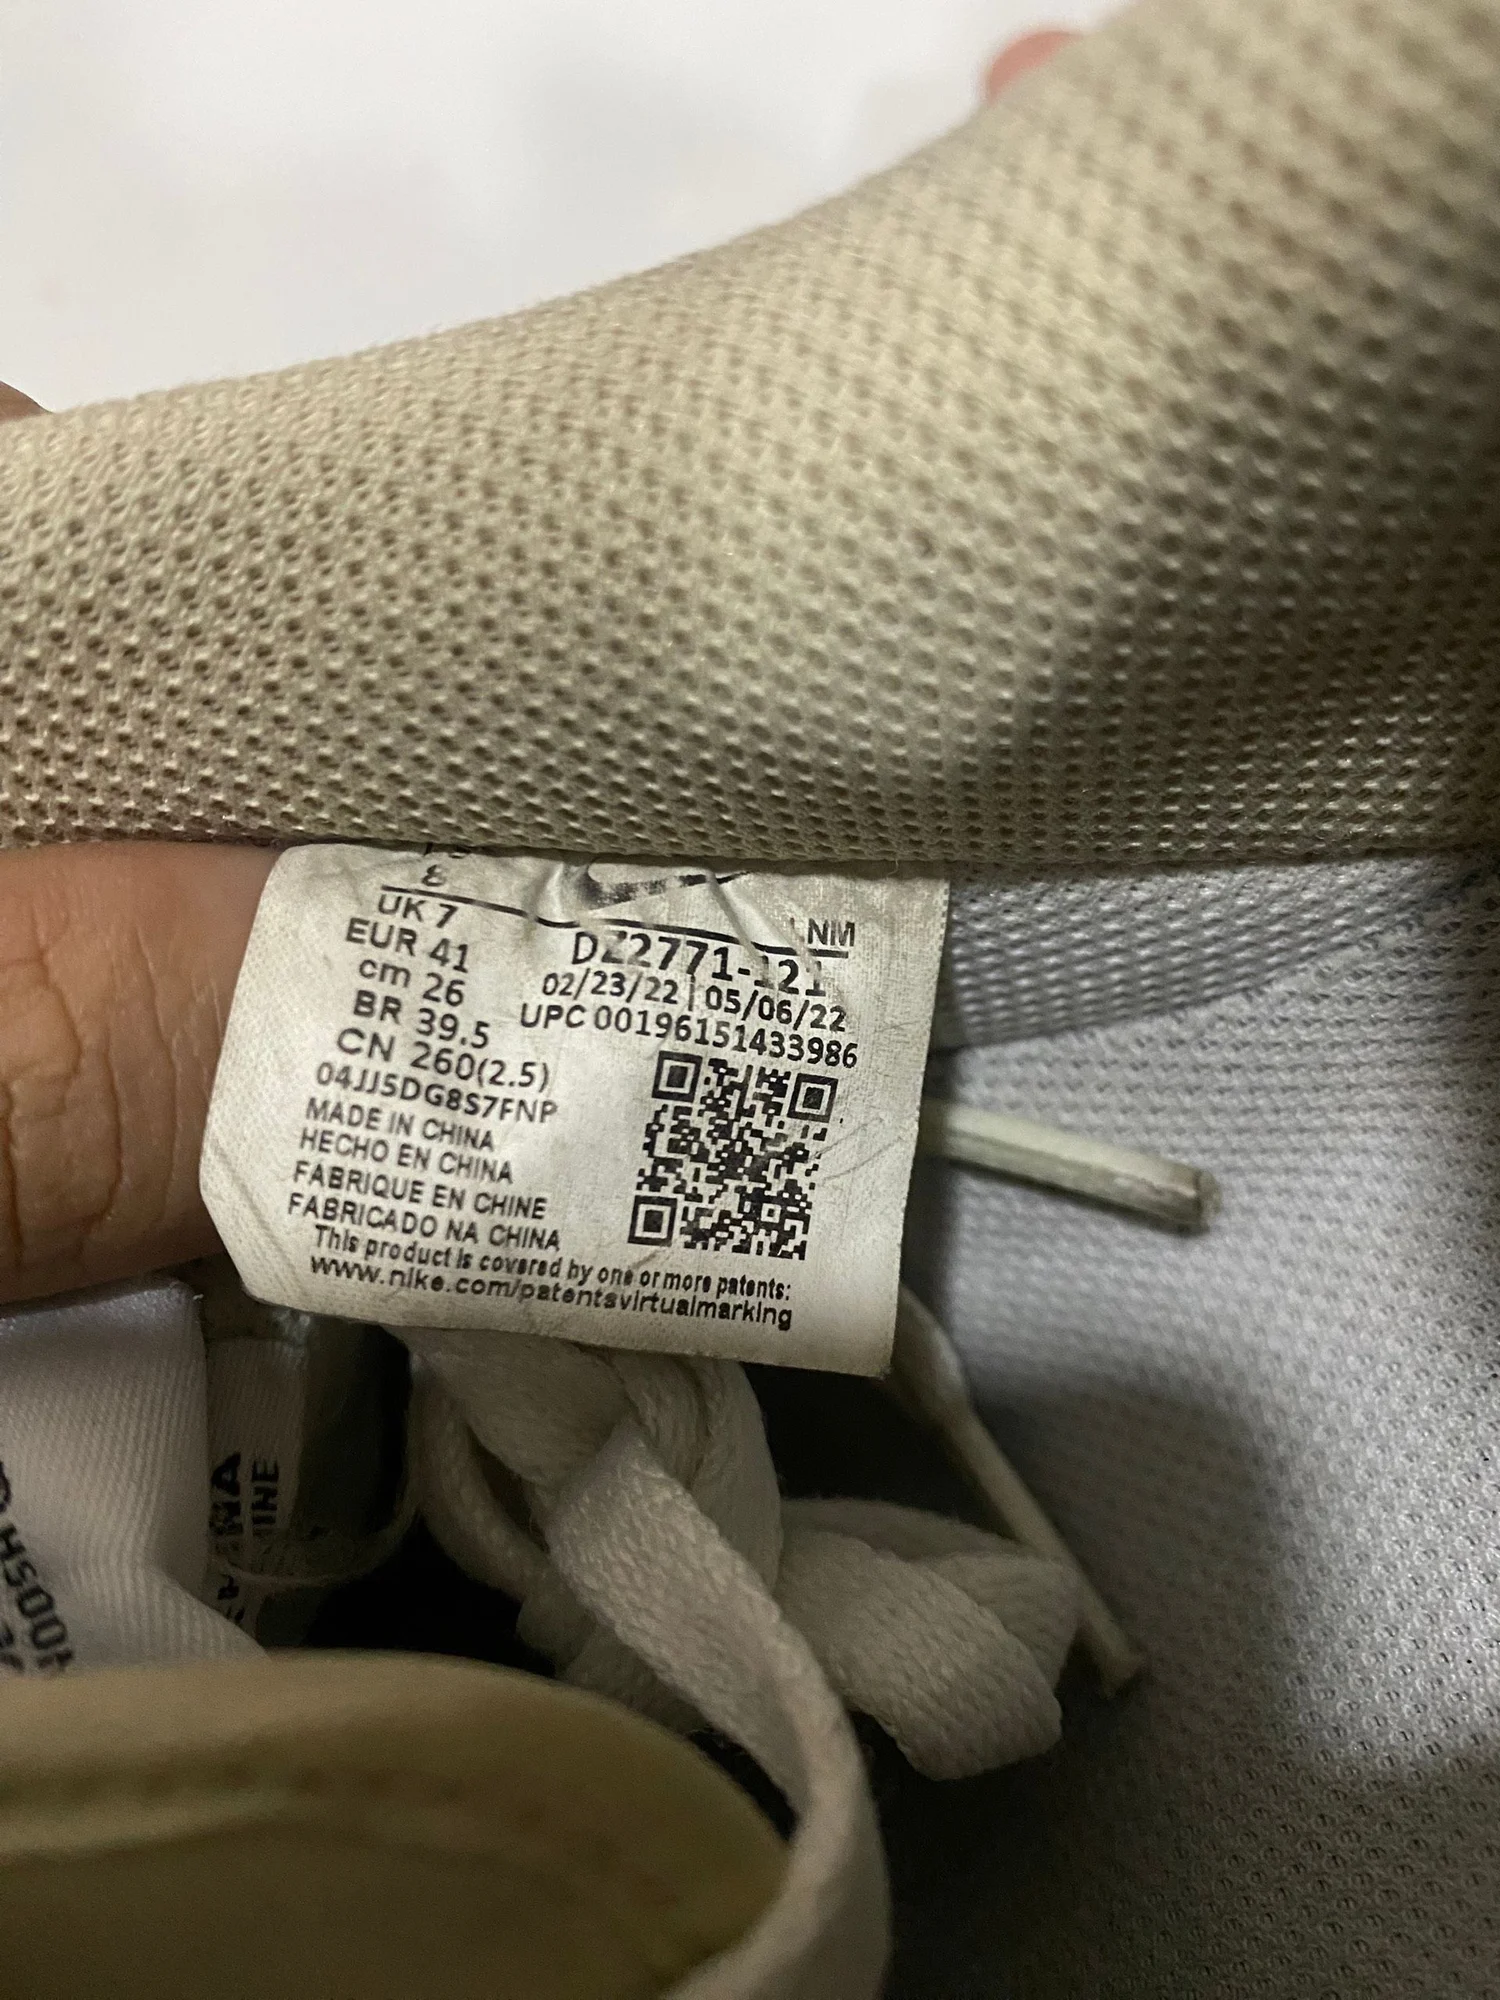 8
UK 7
EUR 41
cm 26
BR 39.5
CN 260(2.5)
04JJ5DG8S7FNP
MADE IN CHINA
HECHO EN CHINA
FABRIQUE EN CHINE
FABRICADO NA CHINA
This product is covered by one or more patents:
www.nike.com/patentsvirtualmarking
LNM
DZ2771-121
02/23/22 | 05/06/22
UPC 00196151433986